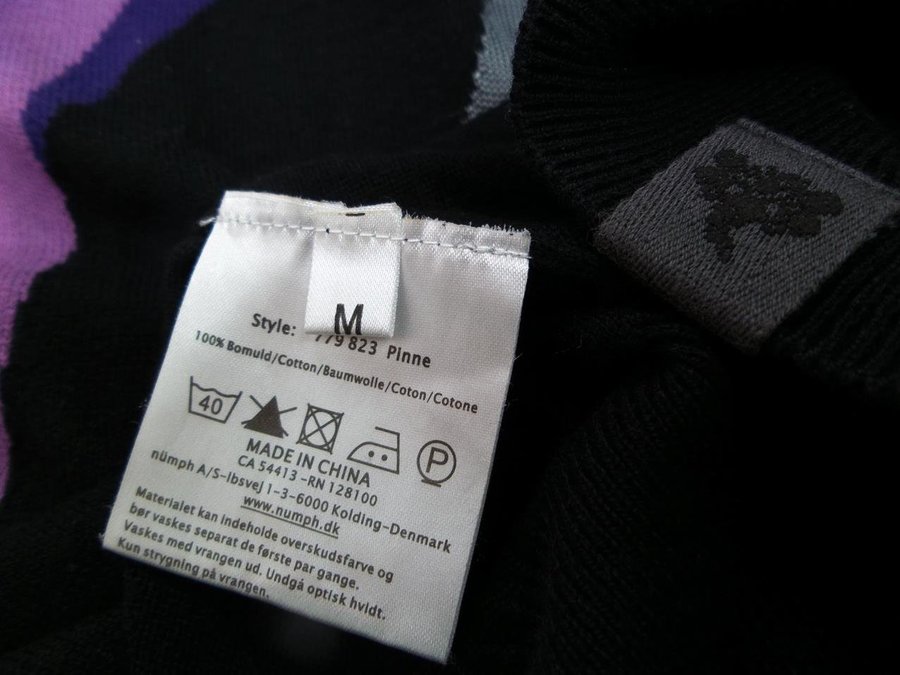 M
Style: 779 823 Pinne
100% Bomuld/Cotton/Baumwolle/Coton/Cotone
40 P
MADE IN CHINA
CA 54413 -RN 128100
nümph A/S-Ibsvej 1-3-6000 Kolding-Denmark
www.numph.dk
Materialet kan indeholde overskudsfarve og
bør vaskes separat de første par gange.
Vaskes med vrangen ud. Undgå optisk hvidt.
Kun strygning på vrangen.